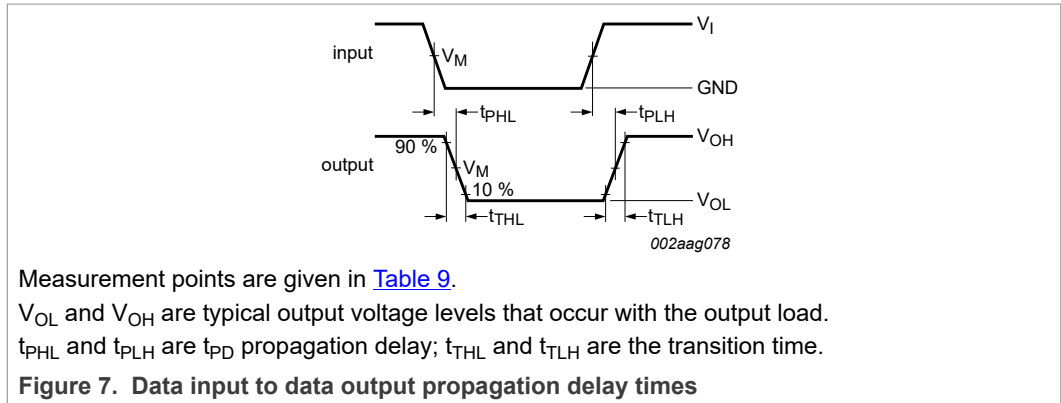 V_I
input
V_M
GND
t_PHL
t_PLH
V_OH
90 %
output
V_M
10 %
V_OL
t_THL
t_TLH
002aag078
Measurement points are given in Table 9.
V_OL and V_OH are typical output voltage levels that occur with the output load.
t_PHL and t_PLH are t_PD propagation delay; t_THL and t_TLH are the transition time.
Figure 7. Data input to data output propagation delay times